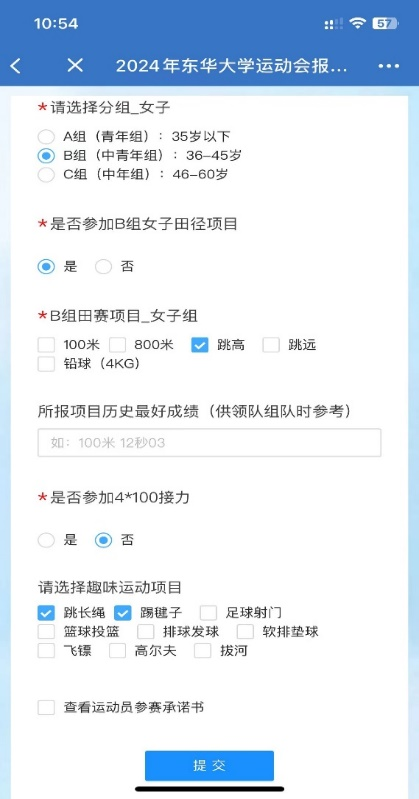 10:54
57
2024年东华大学运动会报...
*请选择分组_女子
A组（青年组）：35岁以下
B组（中青年组）：36—45岁
C组（中年组）：46-60岁
*是否参加B组女子田径项目
是 否
*B组田赛项目_女子组
100米 800米 跳高 跳远
铅球（4KG）
所报项目历史最好成绩（供领队组队时参考）
如：100米 12秒03
*是否参加4*100接力
是 否
请选择趣味运动项目
跳长绳 踢毽子 足球射门
篮球投篮 排球发球 软排垫球
飞镖 高尔夫 拔河
查看运动员参赛承诺书
提交